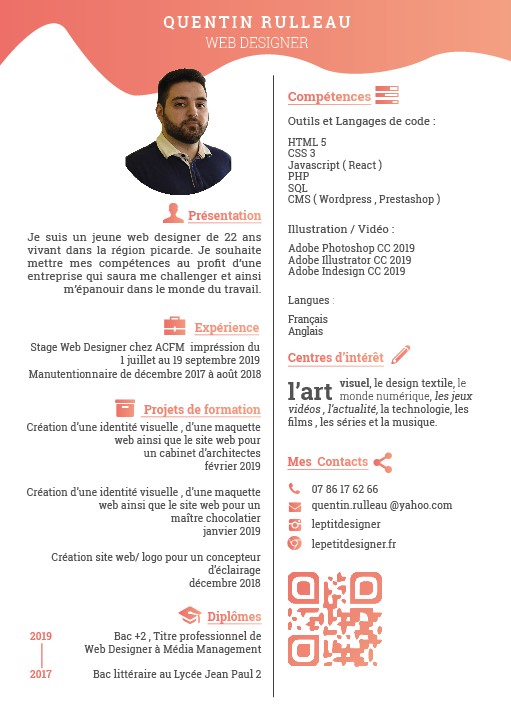 QUENTIN RULLEAU
WEB DESIGNER
Présentation
Je suis un jeune web designer de 22 ans
vivant dans la région picarde. Je souhaite
mettre mes compétences au profit d'une
entreprise qui saura me challenger et ainsi
m'épanouir dans le monde du travail.
Expérience
Stage Web Designer chez ACFM impréssion du
1 juillet au 19 septembre 2019
Manutentionnaire de décembre 2017 à août 2018
Projets de formation
Création d'une identité visuelle , d'une maquette
web ainsi que le site web pour
un cabinet d'architectes
février 2019
Création d'une identité visuelle , d'une maquette
web ainsi que le site web pour un
maître chocolatier
janvier 2019
Création site web/ logo pour un concepteur
d'éclairage
décembre 2018
Diplômes
2019
Bac +2 , Titre professionnel de
Web Designer à Média Management
2017
Bac littéraire au Lycée Jean Paul 2
Compétences
Outils et Langages de code :
HTML 5
CSS 3
Javascript ( React )
PHP
SQL
CMS ( Wordpress , Prestashop )
Illustration / Vidéo :
Adobe Photoshop CC 2019
Adobe Illustrator CC 2019
Adobe Indesign CC 2019
Langues :
Français
Anglais
Centres d'intérêt
l'art visuel, le design textile, le
monde numérique, les jeux
vidéos , l'actualité, la technologie, les
films , les séries et la musique.
Mes Contacts
07 86 17 62 66
quentin.rulleau @yahoo.com
leptitdesigner
lepetitdesigner.fr